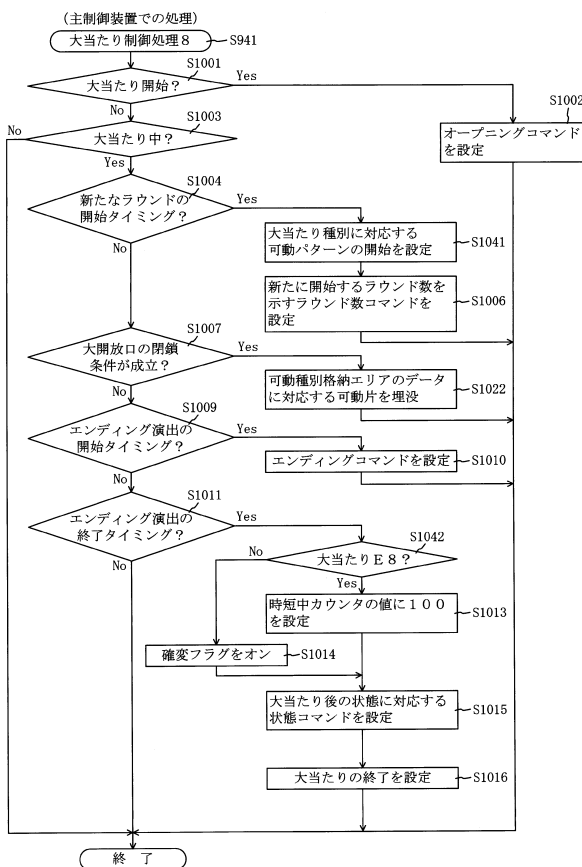 (主制御装置での処理)
大当たり制御処理8
S941
S1001
大当たり開始?
Yes
No
S1002
オープニングコマンド
を設定
S1003
大当たり中?
No
Yes
S1004
新たなラウンドの
開始タイミング?
Yes
No
大当たり種別に対応する
可動パターンの開始を設定
S1041
新たに開始するラウンド数を
示すラウンド数コマンドを
設定
S1006
S1007
大開放口の閉鎖
条件が成立?
Yes
No
可動種別格納エリアのデータ
に対応する可動片を埋没
S1022
S1009
エンディング演出の
開始タイミング?
Yes
No
エンディングコマンドを設定
S1010
S1011
エンディング演出の
終了タイミング?
Yes
No
S1042
大当たりE8?
No
Yes
時短中カウンタの値に100
を設定
S1013
確変フラグをオン
S1014
大当たり後の状態に対応する
状態コマンドを設定
S1015
大当たりの終了を設定
S1016
終 了